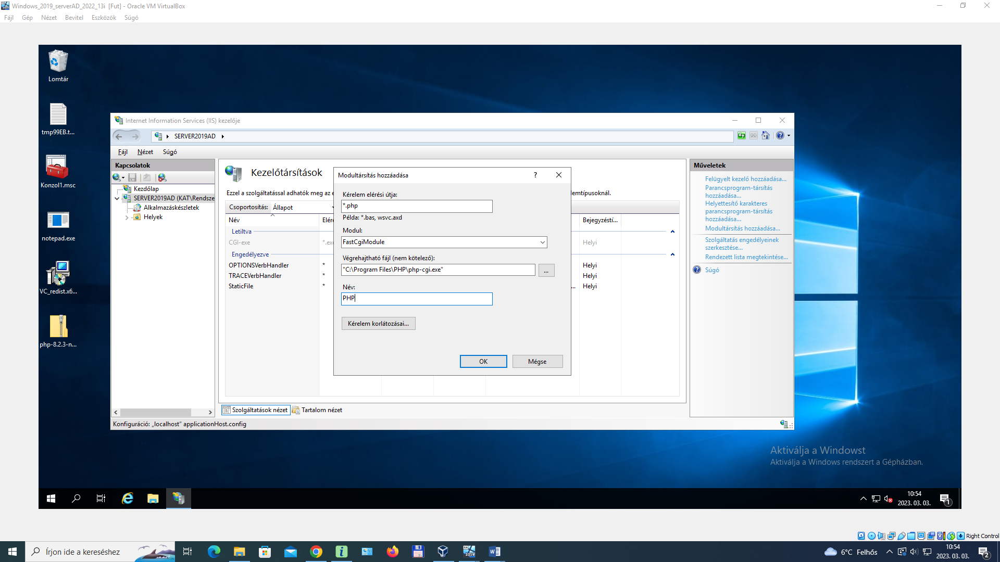 Windows_2019_serverAD_2022_13i [Fut] - Oracle VM VirtualBox
Fájl Gép Nézet Bevitel Eszközök Súgó
Lomtár
tmp99EB.t...
Konzol1.msc
notepad.exe
VC_redist.x6...
php-8.2.3-n...
Internet Information Services (IIS) kezelője
SERVER2019AD
Fájl Nézet Súgó
Kapcsolatok
Kezdőlap
SERVER2019AD (KAT\Rendsze
Alkalmazáskészletek
Helyek
Kezelőtársítások
Ezzel a szolgáltatással adhatók meg az e
lemtípusoknál.
Csoportosítás: Állapot
Név
Elére
Bejegyzéstí...
Letiltva
CGI-exe *.exe Helyi
Engedélyezve
OPTIONSVerbHandler * Helyi
TRACEVerbHandler * Helyi
StaticFile * ... Helyi
Modultársítás hozzáadása
?
Kérelem elérési útja:
*.php
Példa: *.bas, wsvc.axd
Modul:
FastCgiModule
Végrehajtható fájl (nem kötelező):
"C:\Program Files\PHP\php-cgi.exe"
...
Név:
PHP
Kérelem korlátozásai...
OK
Mégse
Műveletek
Felügyelt kezelő hozzáadása...
Parancsprogram-társítás
hozzáadása...
Helyettesítő karakteres
parancsprogram-társítás
hozzáadása...
Modultársítás hozzáadása...
Szolgáltatás engedélyeinek
szerkesztése...
Rendezett lista megtekintése...
Súgó
Szolgáltatások nézet
Tartalom nézet
Konfiguráció: „localhost” applicationHost.config
Aktiválja a Windowst
Aktiválja a Windows rendszert a Gépházban.
10:54
2023. 03. 03.
1
Right Control
Írjon ide a kereséshez
2019
6°C Felhős
10:54
2023. 03. 03.
2